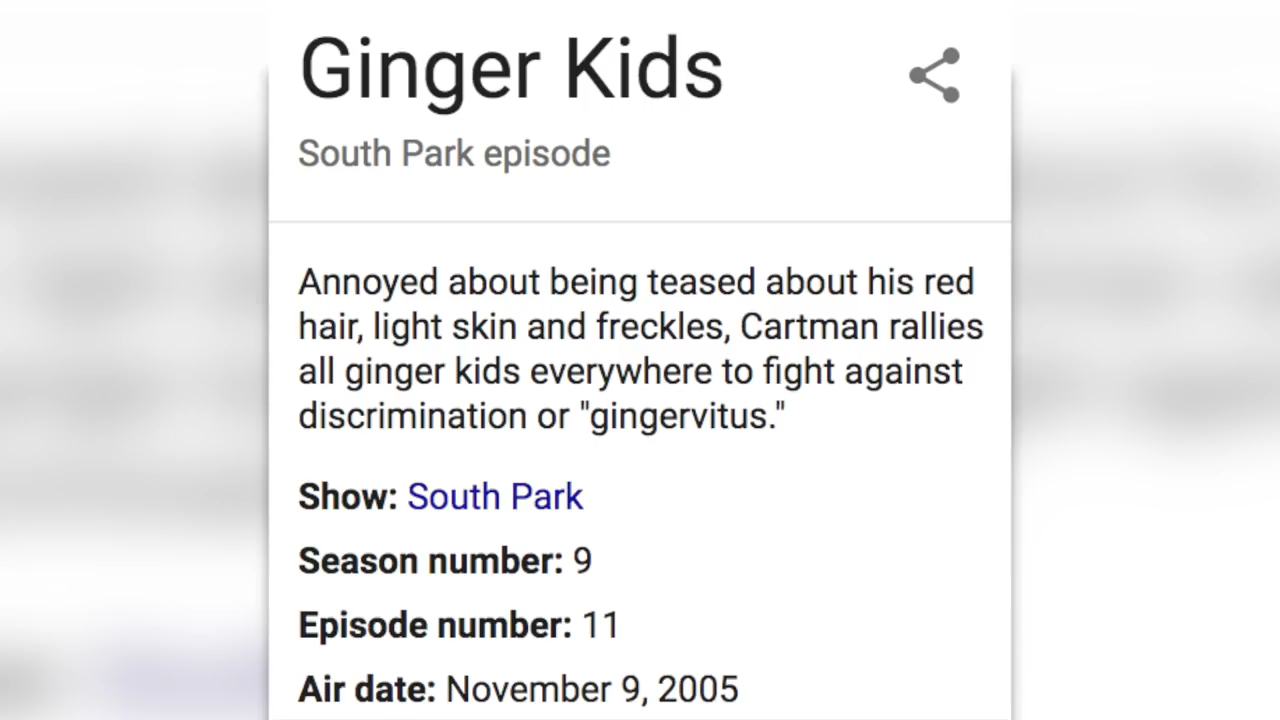 Ginger Kids
South Park episode
Annoyed about being teased about his red
hair, light skin and freckles, Cartman rallies
all ginger kids everywhere to fight against
discrimination or "gingervitus."
Show: South Park
Season number: 9
Episode number: 11
Air date: November 9, 2005